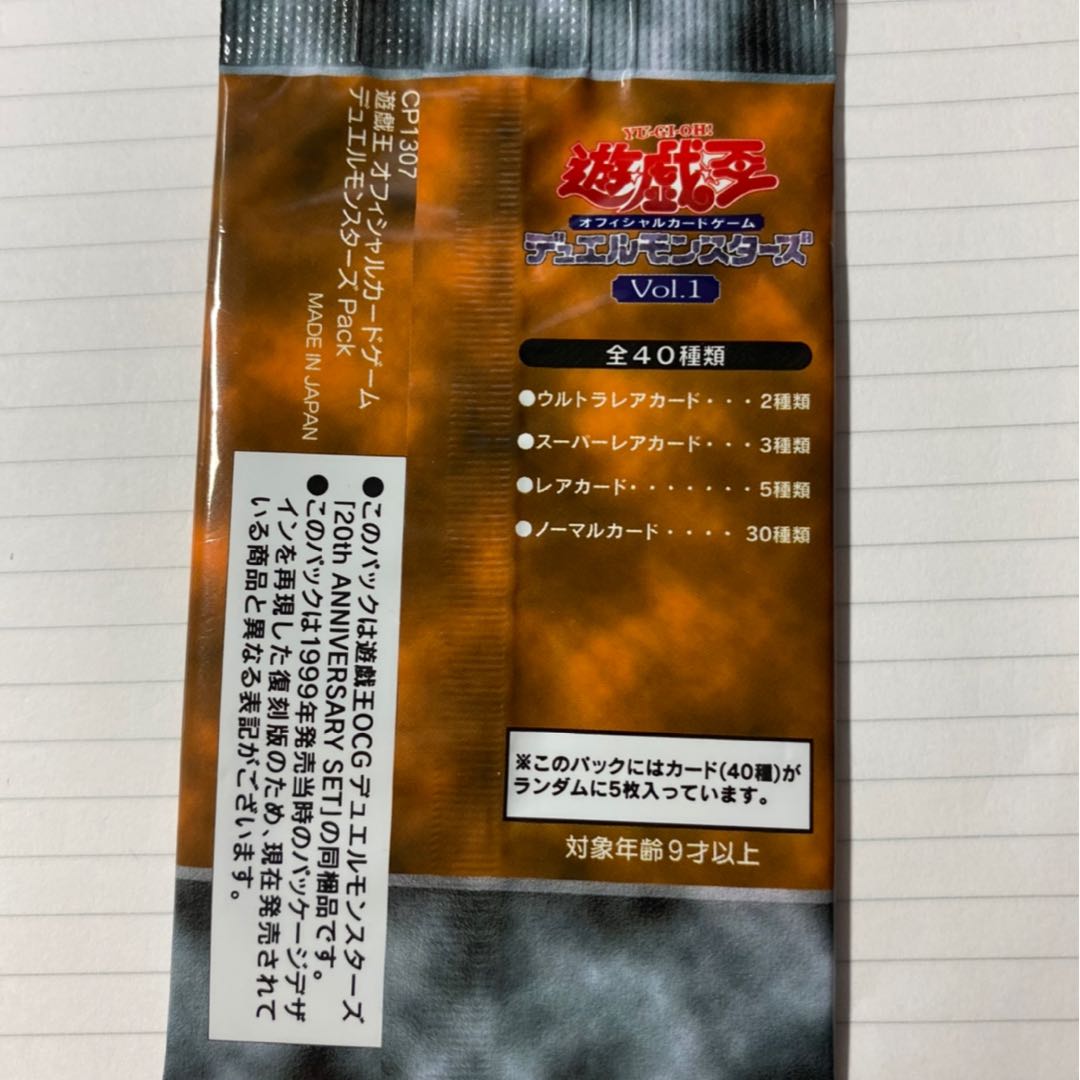 YU-GI-OH!
遊戯王
オフィシャルカードゲーム
デュエルモンスターズ
Vol.1
全40種類
●ウルトラレアカード・・・2種類
●スーパーレアカード・・・3種類
●レアカード・・・・・・・5種類
●ノーマルカード・・・・30種類
※このパックにはカード(40種)が
ランダムに5枚入っています。
対象年齢9才以上
CP1307
遊戯王 オフィシャルカードゲーム
デュエルモンスターズ Pack
MADE IN JAPAN
●このパックは遊戯王OCG デュエルモンスターズ
「20th ANNIVERSARY SET」の同梱品です。
●このパックは1999年発売当時のパッケージデザ
インを再現した復刻版のため、現在発売されて
いる商品と異なる表記がございます。